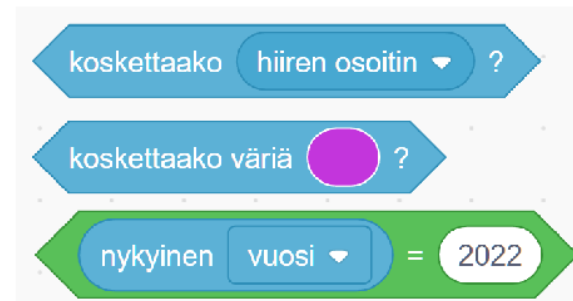 koskettaako hiiren osoitin ?
koskettaako väriä ?
nykyinen vuosi = 2022